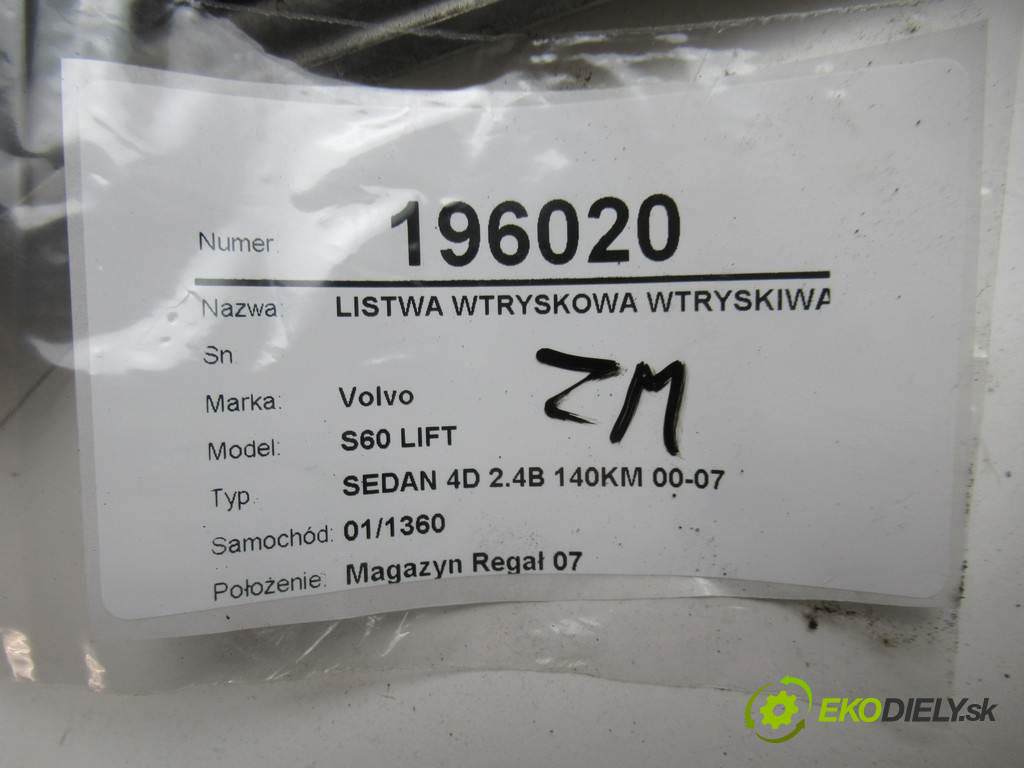 Numer: 196020
Nazwa: LISTWA WTRYSKOWA WTRYSKIWA
Sn
ZM
Marka: Volvo
Model: S60 LIFT
Typ SEDAN 4D 2.4B 140KM 00-07
Samochód: 01/1360
Położenie: Magazyn Regał 07
EKODIELY.sk